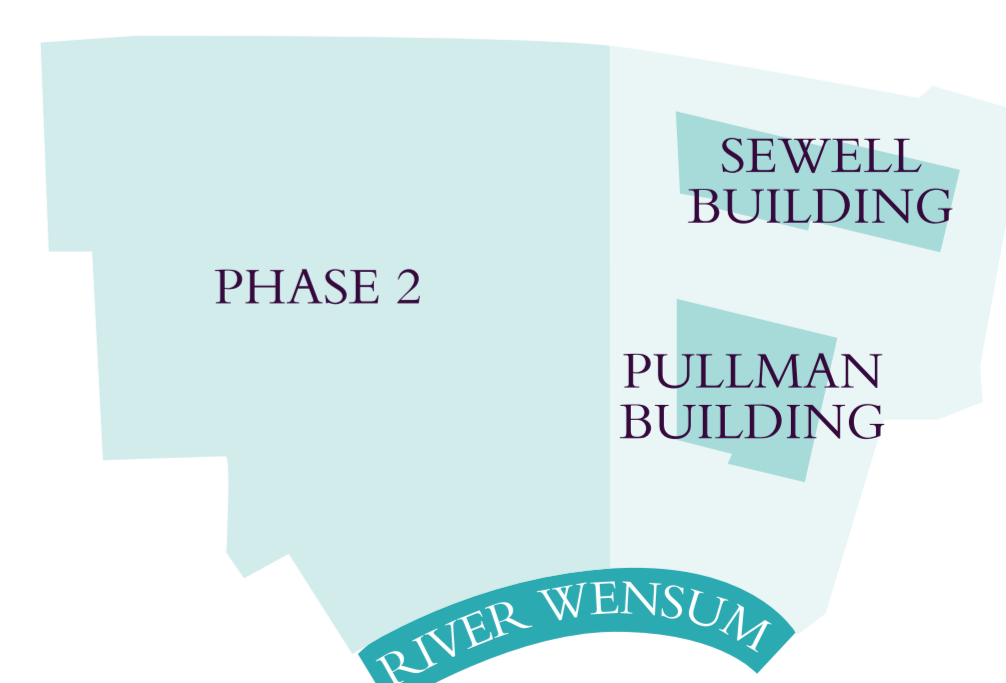 SEWELL
BUILDING
PHASE 2
PULLMAN
BUILDING
RIVER WENSUM